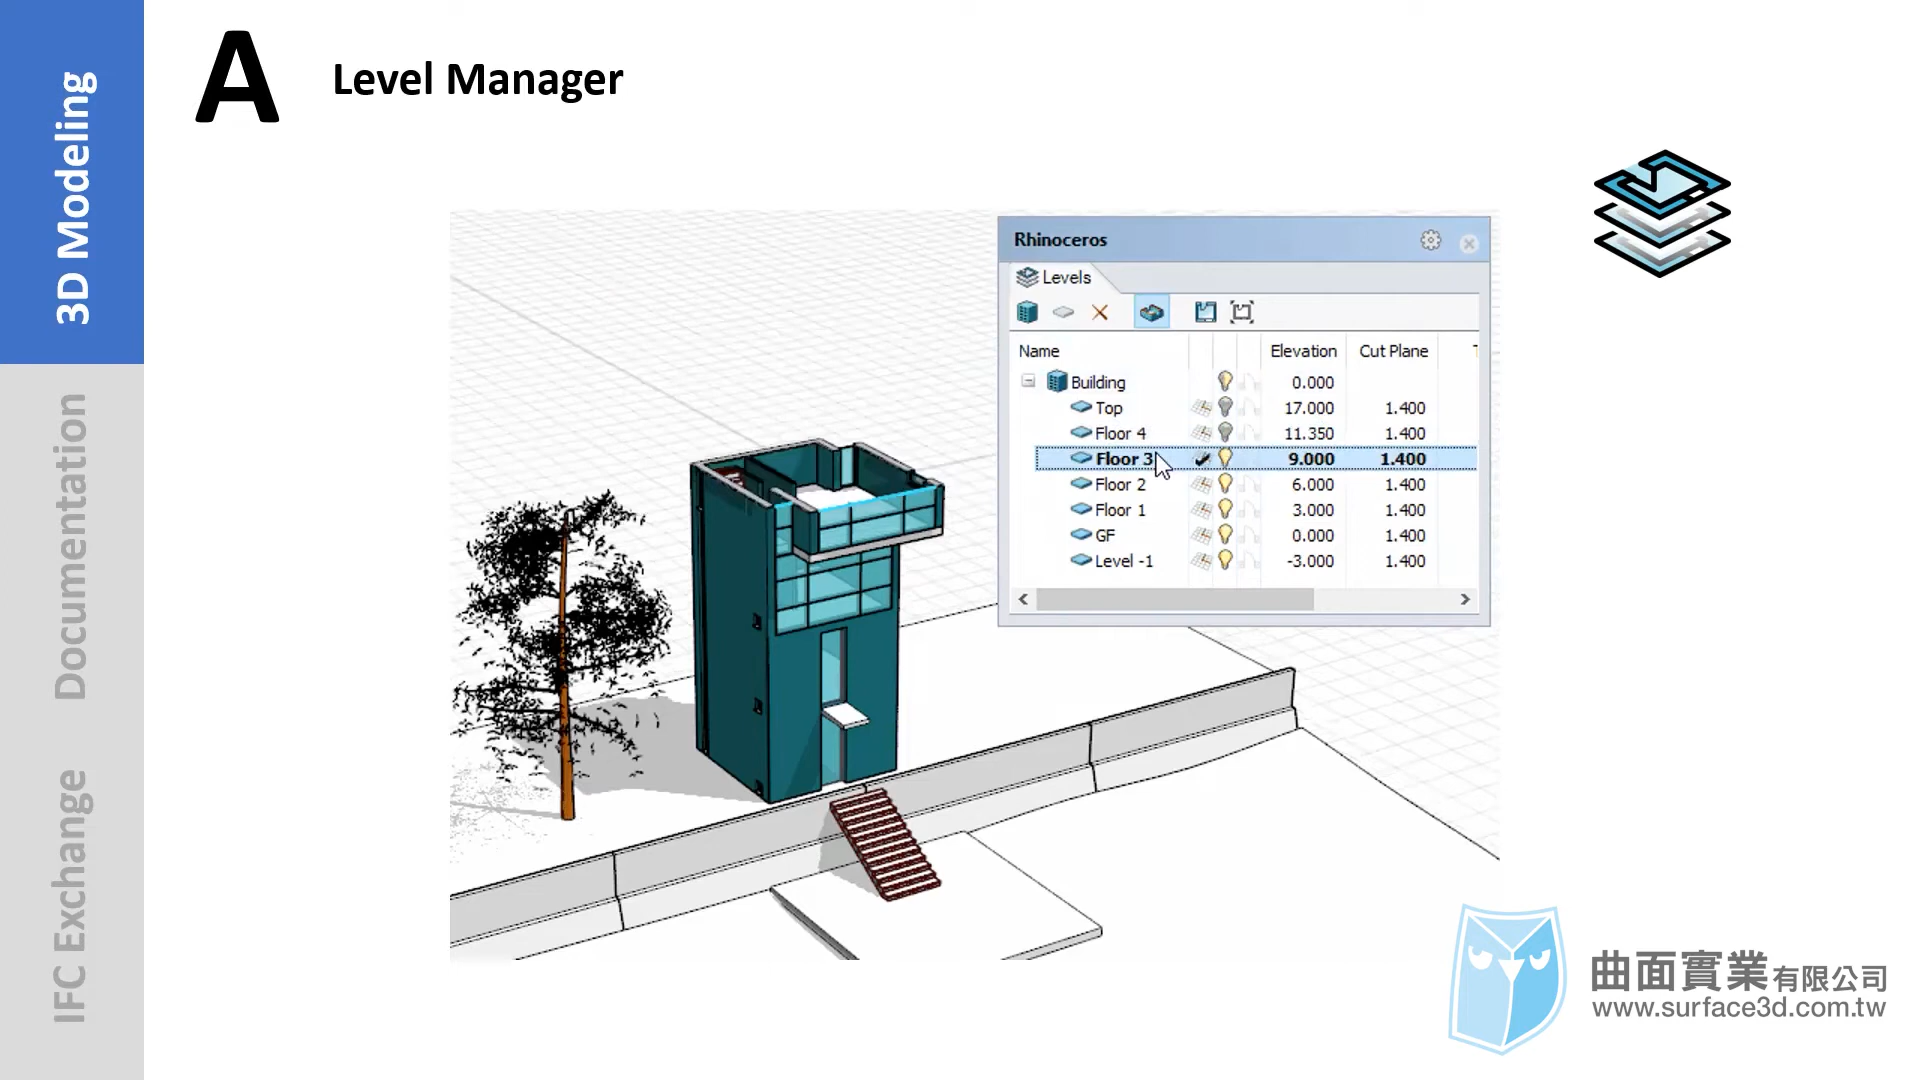 3D Modeling
Documentation
IFC Exchange
A
Level Manager
Rhinoceros
Levels
Name Elevation Cut Plane
Building 0.000
Top 17.000 1.400
Floor 4 11.350 1.400
Floor 3 9.000 1.400
Floor 2 6.000 1.400
Floor 1 3.000 1.400
GF 0.000 1.400
Level -1 -3.000 1.400
曲面實業有限公司
www.surface3d.com.tw